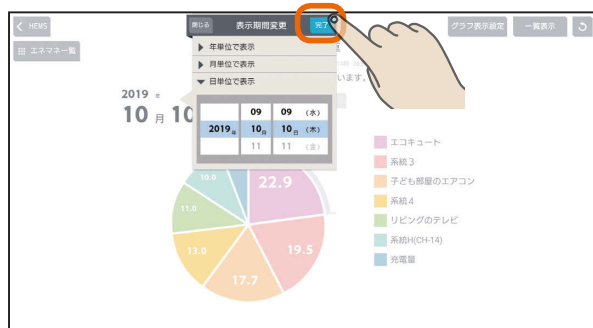 HEMS
閉じる 表示期間変更 完了
グラフ表示設定 一覧表示
エネマネ一覧
年単位で表示
月単位で表示
日単位で表示
います。
2019 年
10 月 10
09 09 (水)
2019年 10月 10日 (木)
11 11 (金)
エコキュート
系統3
子ども部屋のエアコン
系統4
リビングのテレビ
系統H(CH-14)
充電量
22.9
19.5
17.7
13.0
11.0
10.0